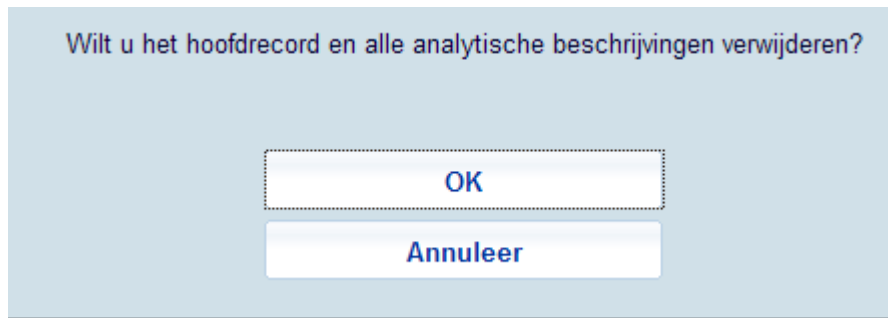 Wilt u het hoofdrecord en alle analytische beschrijvingen verwijderen?
OK
Annuleer